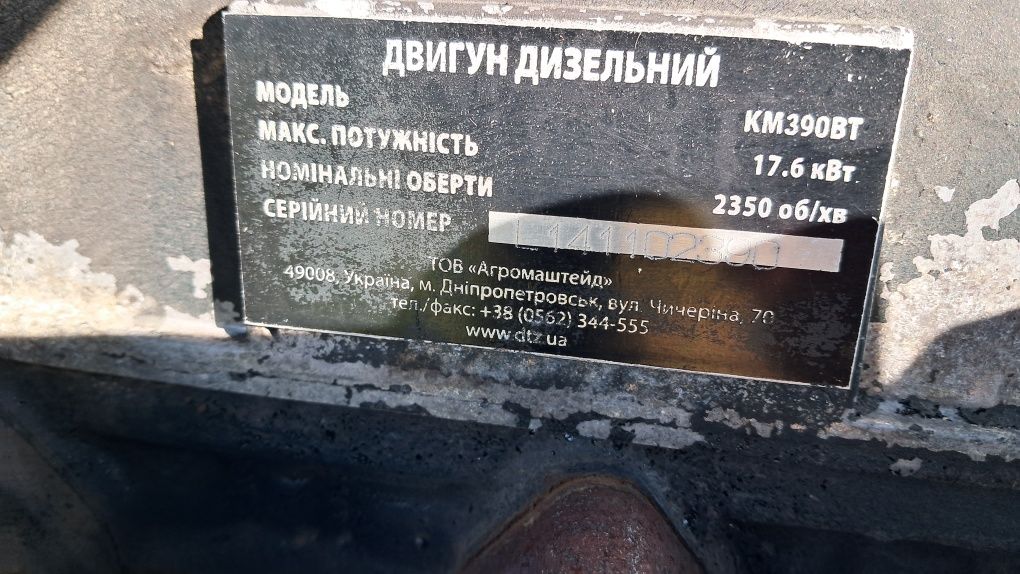 ДВИГУН ДИЗЕЛЬНИЙ
МОДЕЛЬ КМ390ВТ
МАКС. ПОТУЖНІСТЬ 17.6 кВт
НОМІНАЛЬНІ ОБЕРТИ 2350 об/хв
СЕРІЙНИЙ НОМЕР L141102390
ТОВ «Агромаштейд»
49008, Україна, м. Дніпропетровськ, вул. Чичеріна, 70
тел./факс: +38 (0562) 344-555
www.dtz.ua